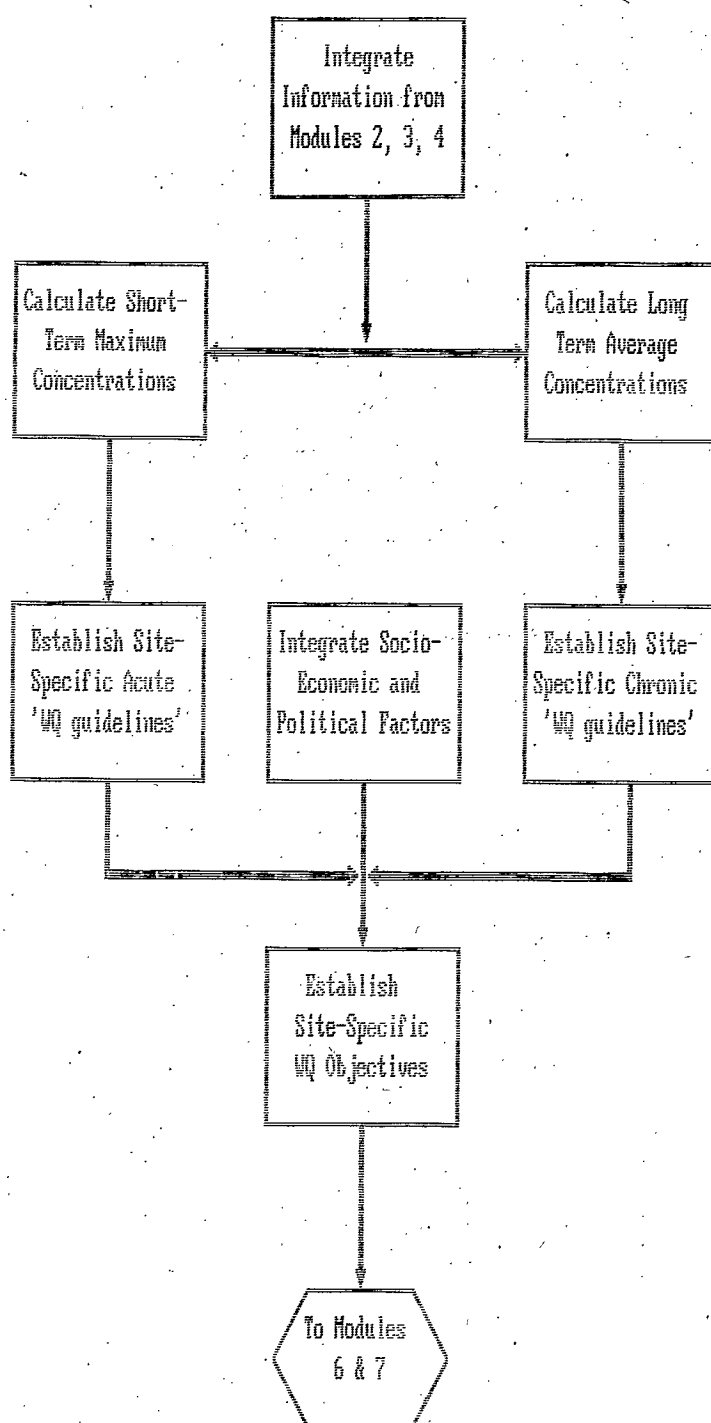 Integrate
Information from
Modules 2, 3, 4
Calculate Short-
Term Maximum
Concentrations
Calculate Long
Term Average
Concentrations
Establish Site-
Specific Acute
'WQ guidelines'
Integrate Socio-
Economic and
Political Factors
Establish Site-
Specific Chronic
'WQ guidelines'
Establish
Site-Specific
WQ Objectives
To Modules
6 & 7